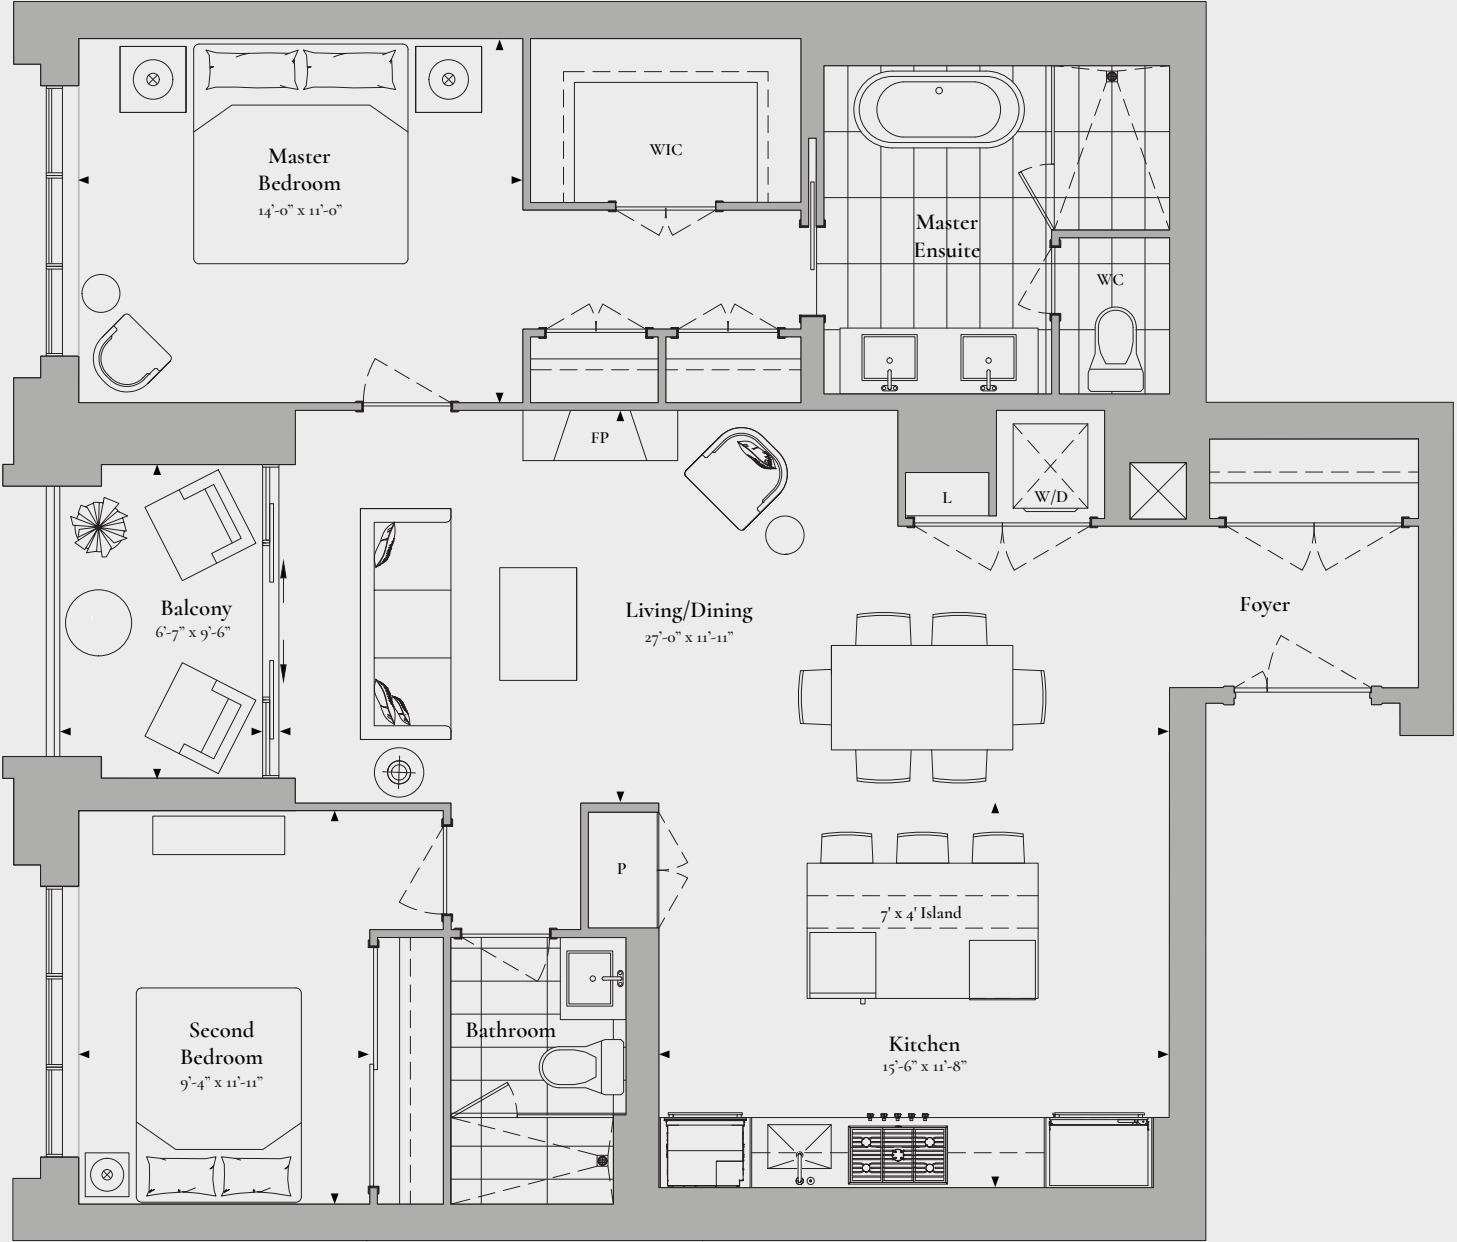 Master
Bedroom
14’-0” x 11’-0”
WIC
Master
Ensuite
WC
FP
L
W/D
Balcony
6’-7” x 9’-6”
Living/Dining
27’-0” x 11’-11”
Foyer
P
7' x 4' Island
Second
Bedroom
9’-4” x 11’-11”
Bathroom
Kitchen
15’-6” x 11’-8”